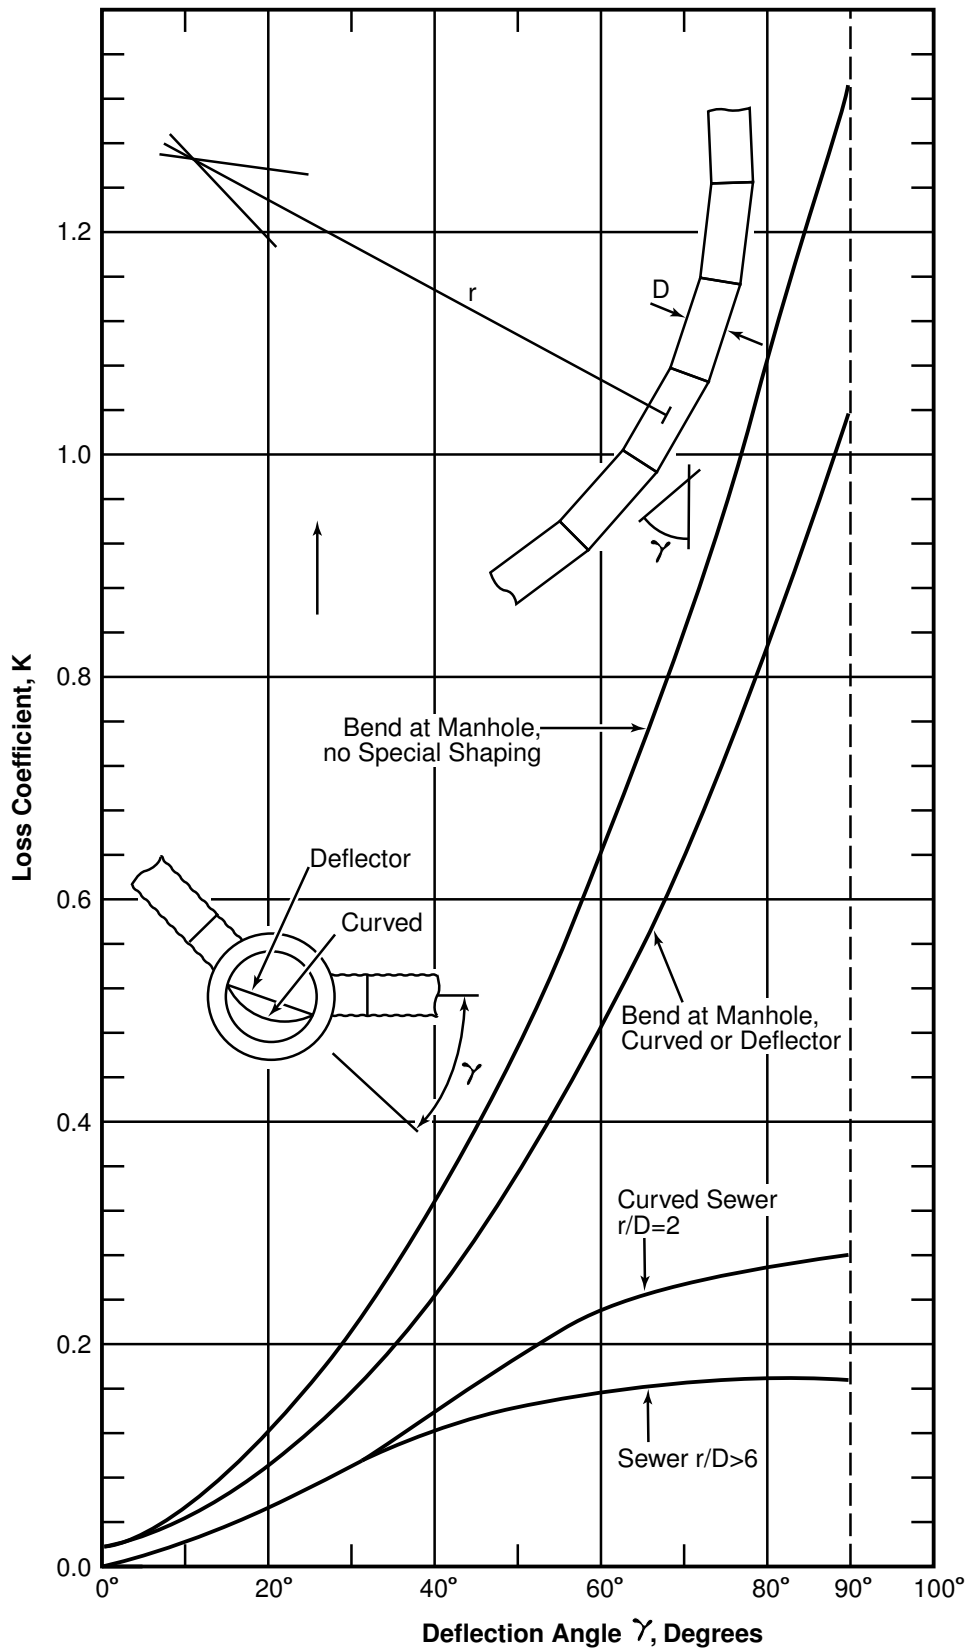 r
D
1.2
1.0
γ
Loss Coefficient, K
0.8
Bend at Manhole,
no Special Shaping
Deflector
0.6
Curved
Bend at Manhole,
Curved or Deflector
γ
0.4
Curved Sewer
r/D=2
0.2
Sewer r/D>6
0.0
0° 20° 40° 60° 80° 90° 100°
Deflection Angle γ, Degrees